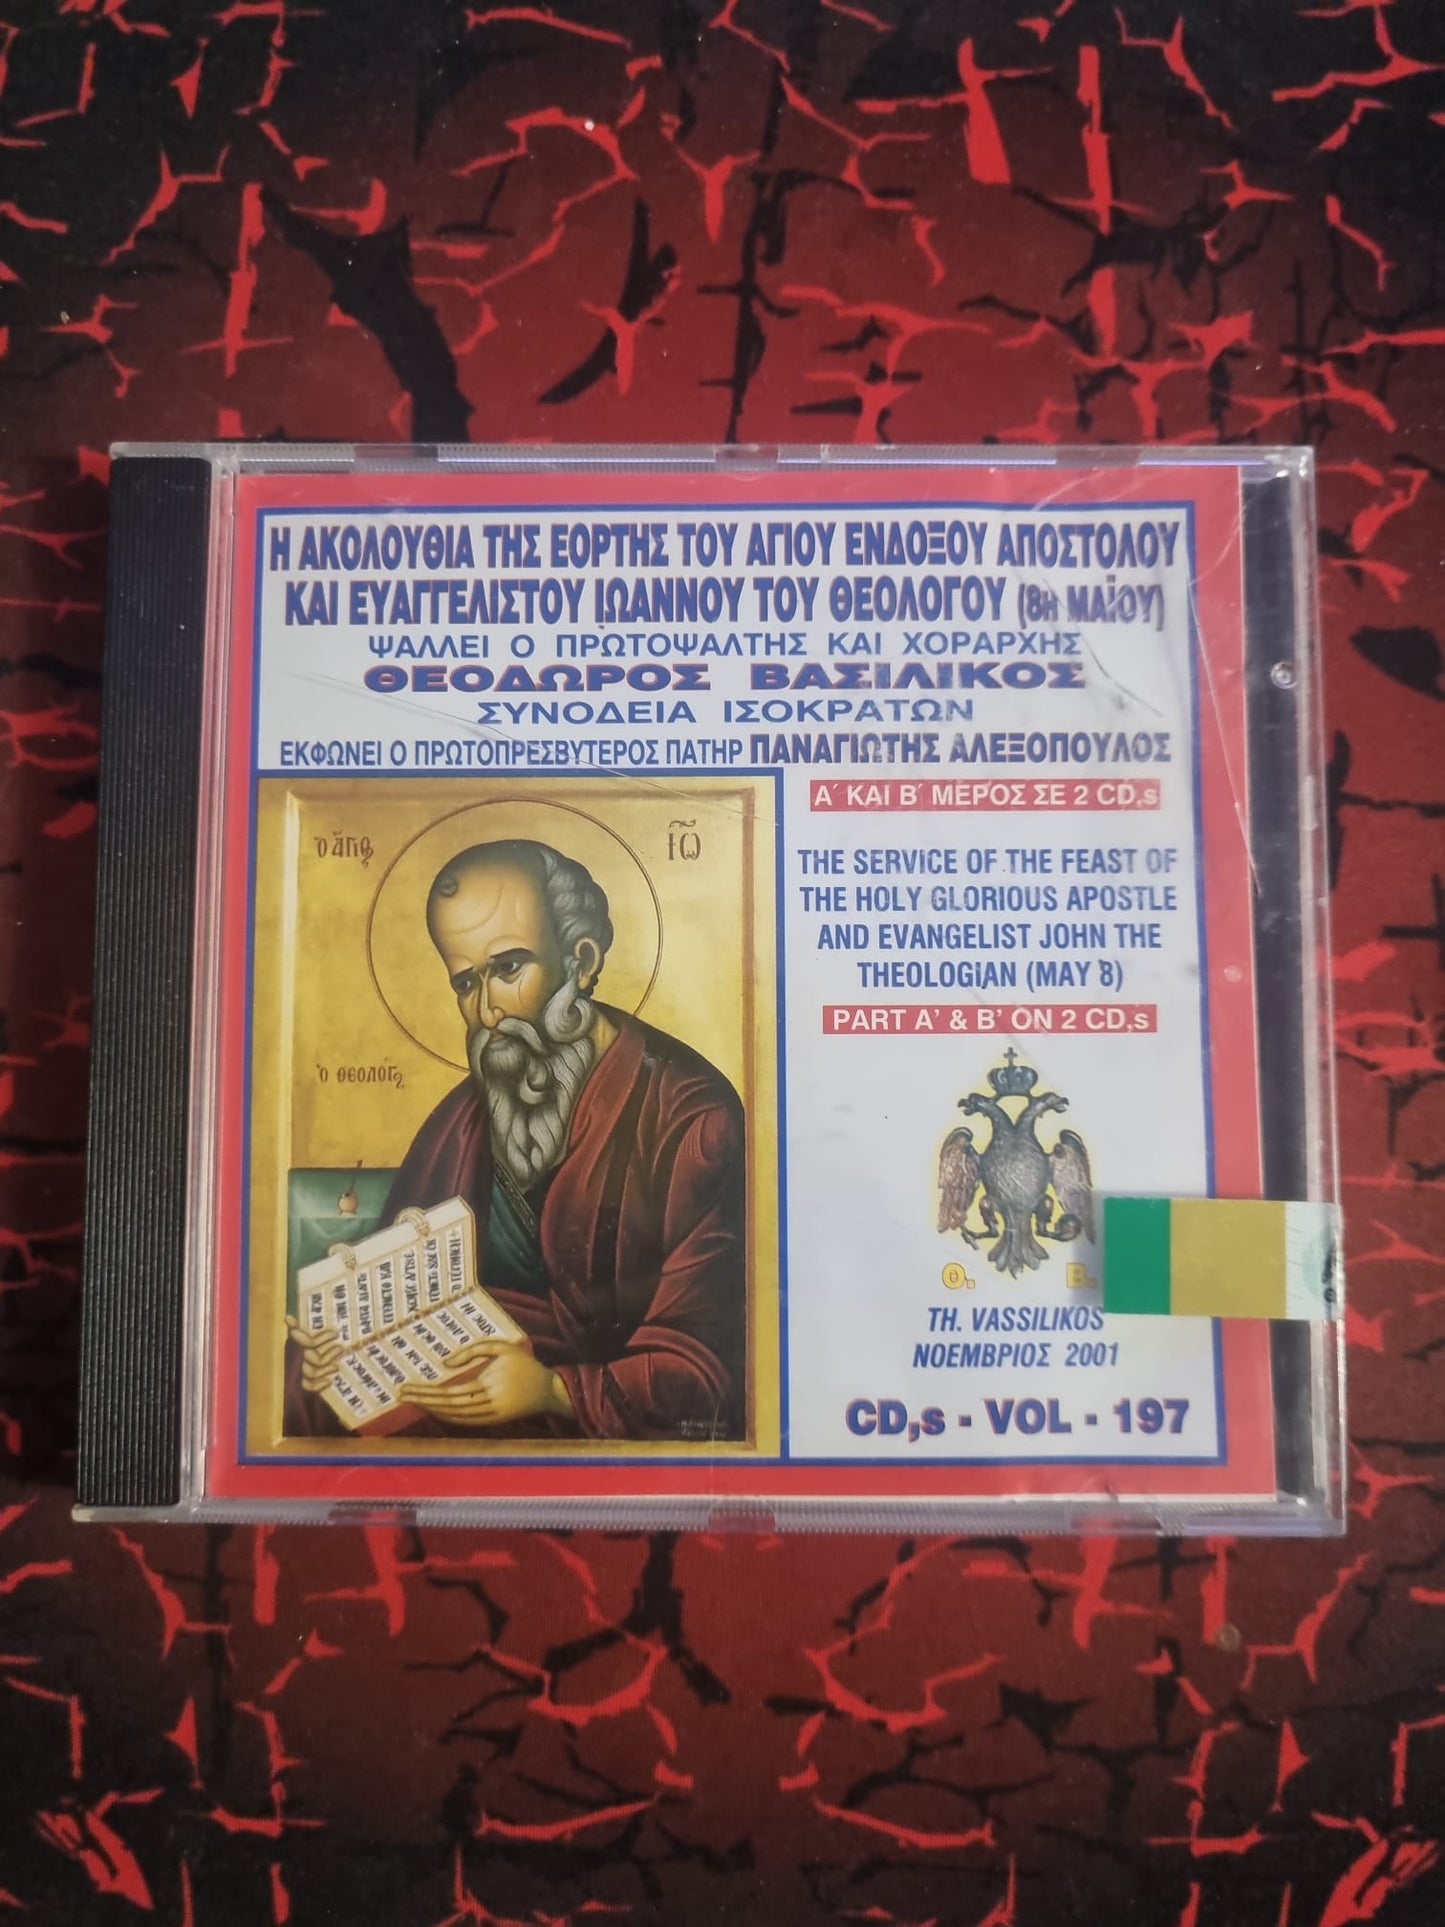 Η ΑΚΟΛΟΥΘΙΑ ΤΗΣ ΕΟΡΤΗΣ ΤΟΥ ΑΓΙΟΥ ΕΝΔΟΞΟΥ ΑΠΟΣΤΟΛΟΥ
ΚΑΙ ΕΥΑΓΓΕΛΙΣΤΟΥ ΙΩΑΝΝΟΥ ΤΟΥ ΘΕΟΛΟΓΟΥ (8Η ΜΑΪΟΥ)
ΨΑΛΛΕΙ Ο ΠΡΩΤΟΨΑΛΤΗΣ ΚΑΙ ΧΟΡΑΡΧΗΣ
ΘΕΟΔΩΡΟΣ ΒΑΣΙΛΙΚΟΣ
ΣΥΝΟΔΕΙΑ ΙΣΟΚΡΑΤΩΝ
ΕΚΦΩΝΕΙ Ο ΠΡΩΤΟΠΡΕΣΒΥΤΕΡΟΣ ΠΑΤΗΡ ΠΑΝΑΓΙΩΤΗΣ ΑΛΕΞΟΠΟΥΛΟΣ
ὁ ἅγιος
Ἰῶ
ὁ θεολόγος
Α΄ ΚΑΙ Β΄ ΜΕΡΟΣ ΣΕ 2 CD,s
THE SERVICE OF THE FEAST OF
THE HOLY GLORIOUS APOSTLE
AND EVANGELIST JOHN THE
THEOLOGIAN (MAY 8)
PART A' & B' ON 2 CD,s
Θ. Β.
TH. VASSILIKOS
ΝΟΕΜΒΡΙΟΣ 2001
CD,s - VOL - 197